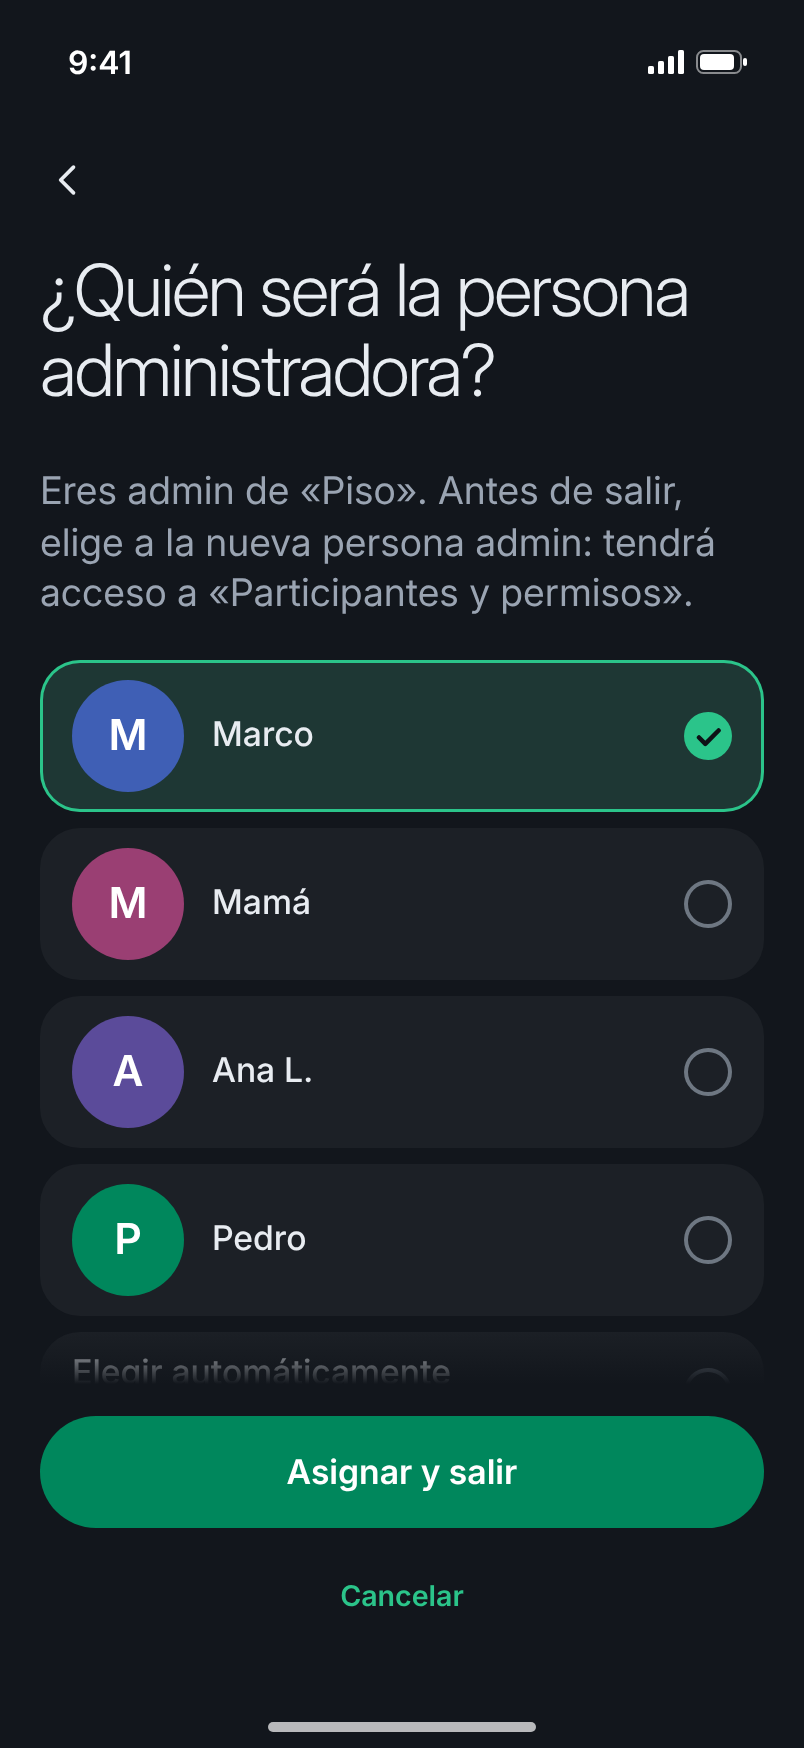 9:41
¿Quién será la persona
administradora?
Eres admin de «Piso». Antes de salir,
elige a la nueva persona admin: tendrá
acceso a «Participantes y permisos».
M Marco
M Mamá
A Ana L.
P Pedro
Elegir automáticamente
Asignar y salir
Cancelar